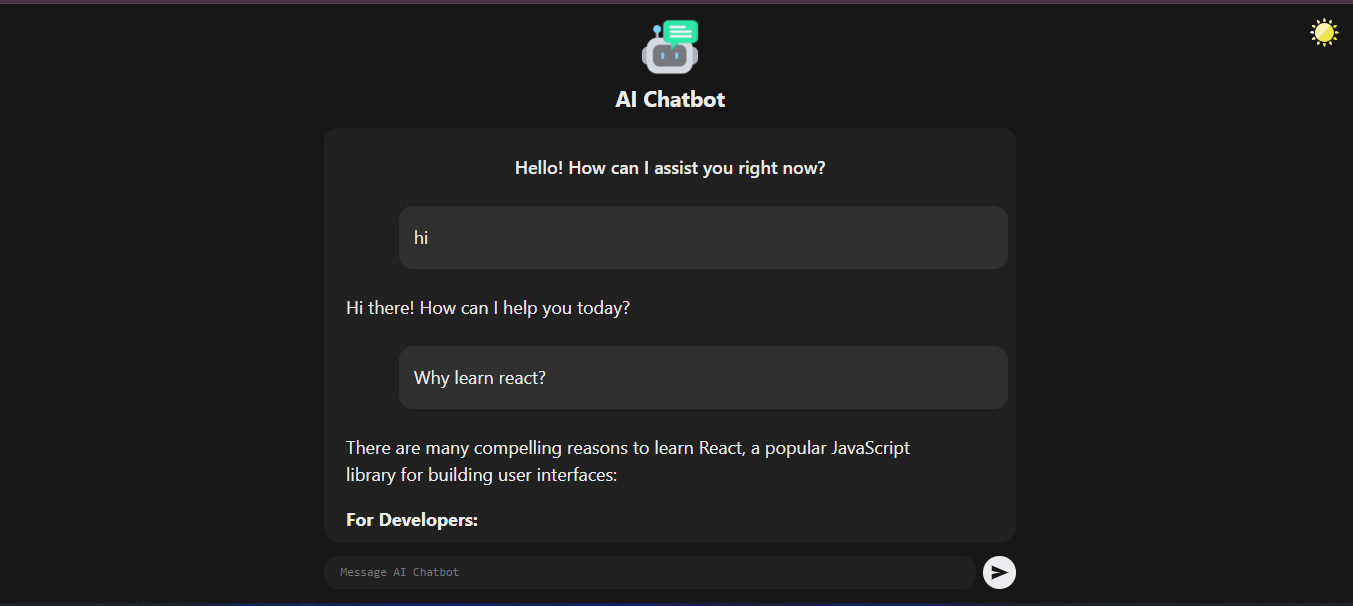 AI Chatbot
Hello! How can I assist you right now?
hi
Hi there! How can I help you today?
Why learn react?
There are many compelling reasons to learn React, a popular JavaScript
library for building user interfaces:
For Developers:
Message AI Chatbot